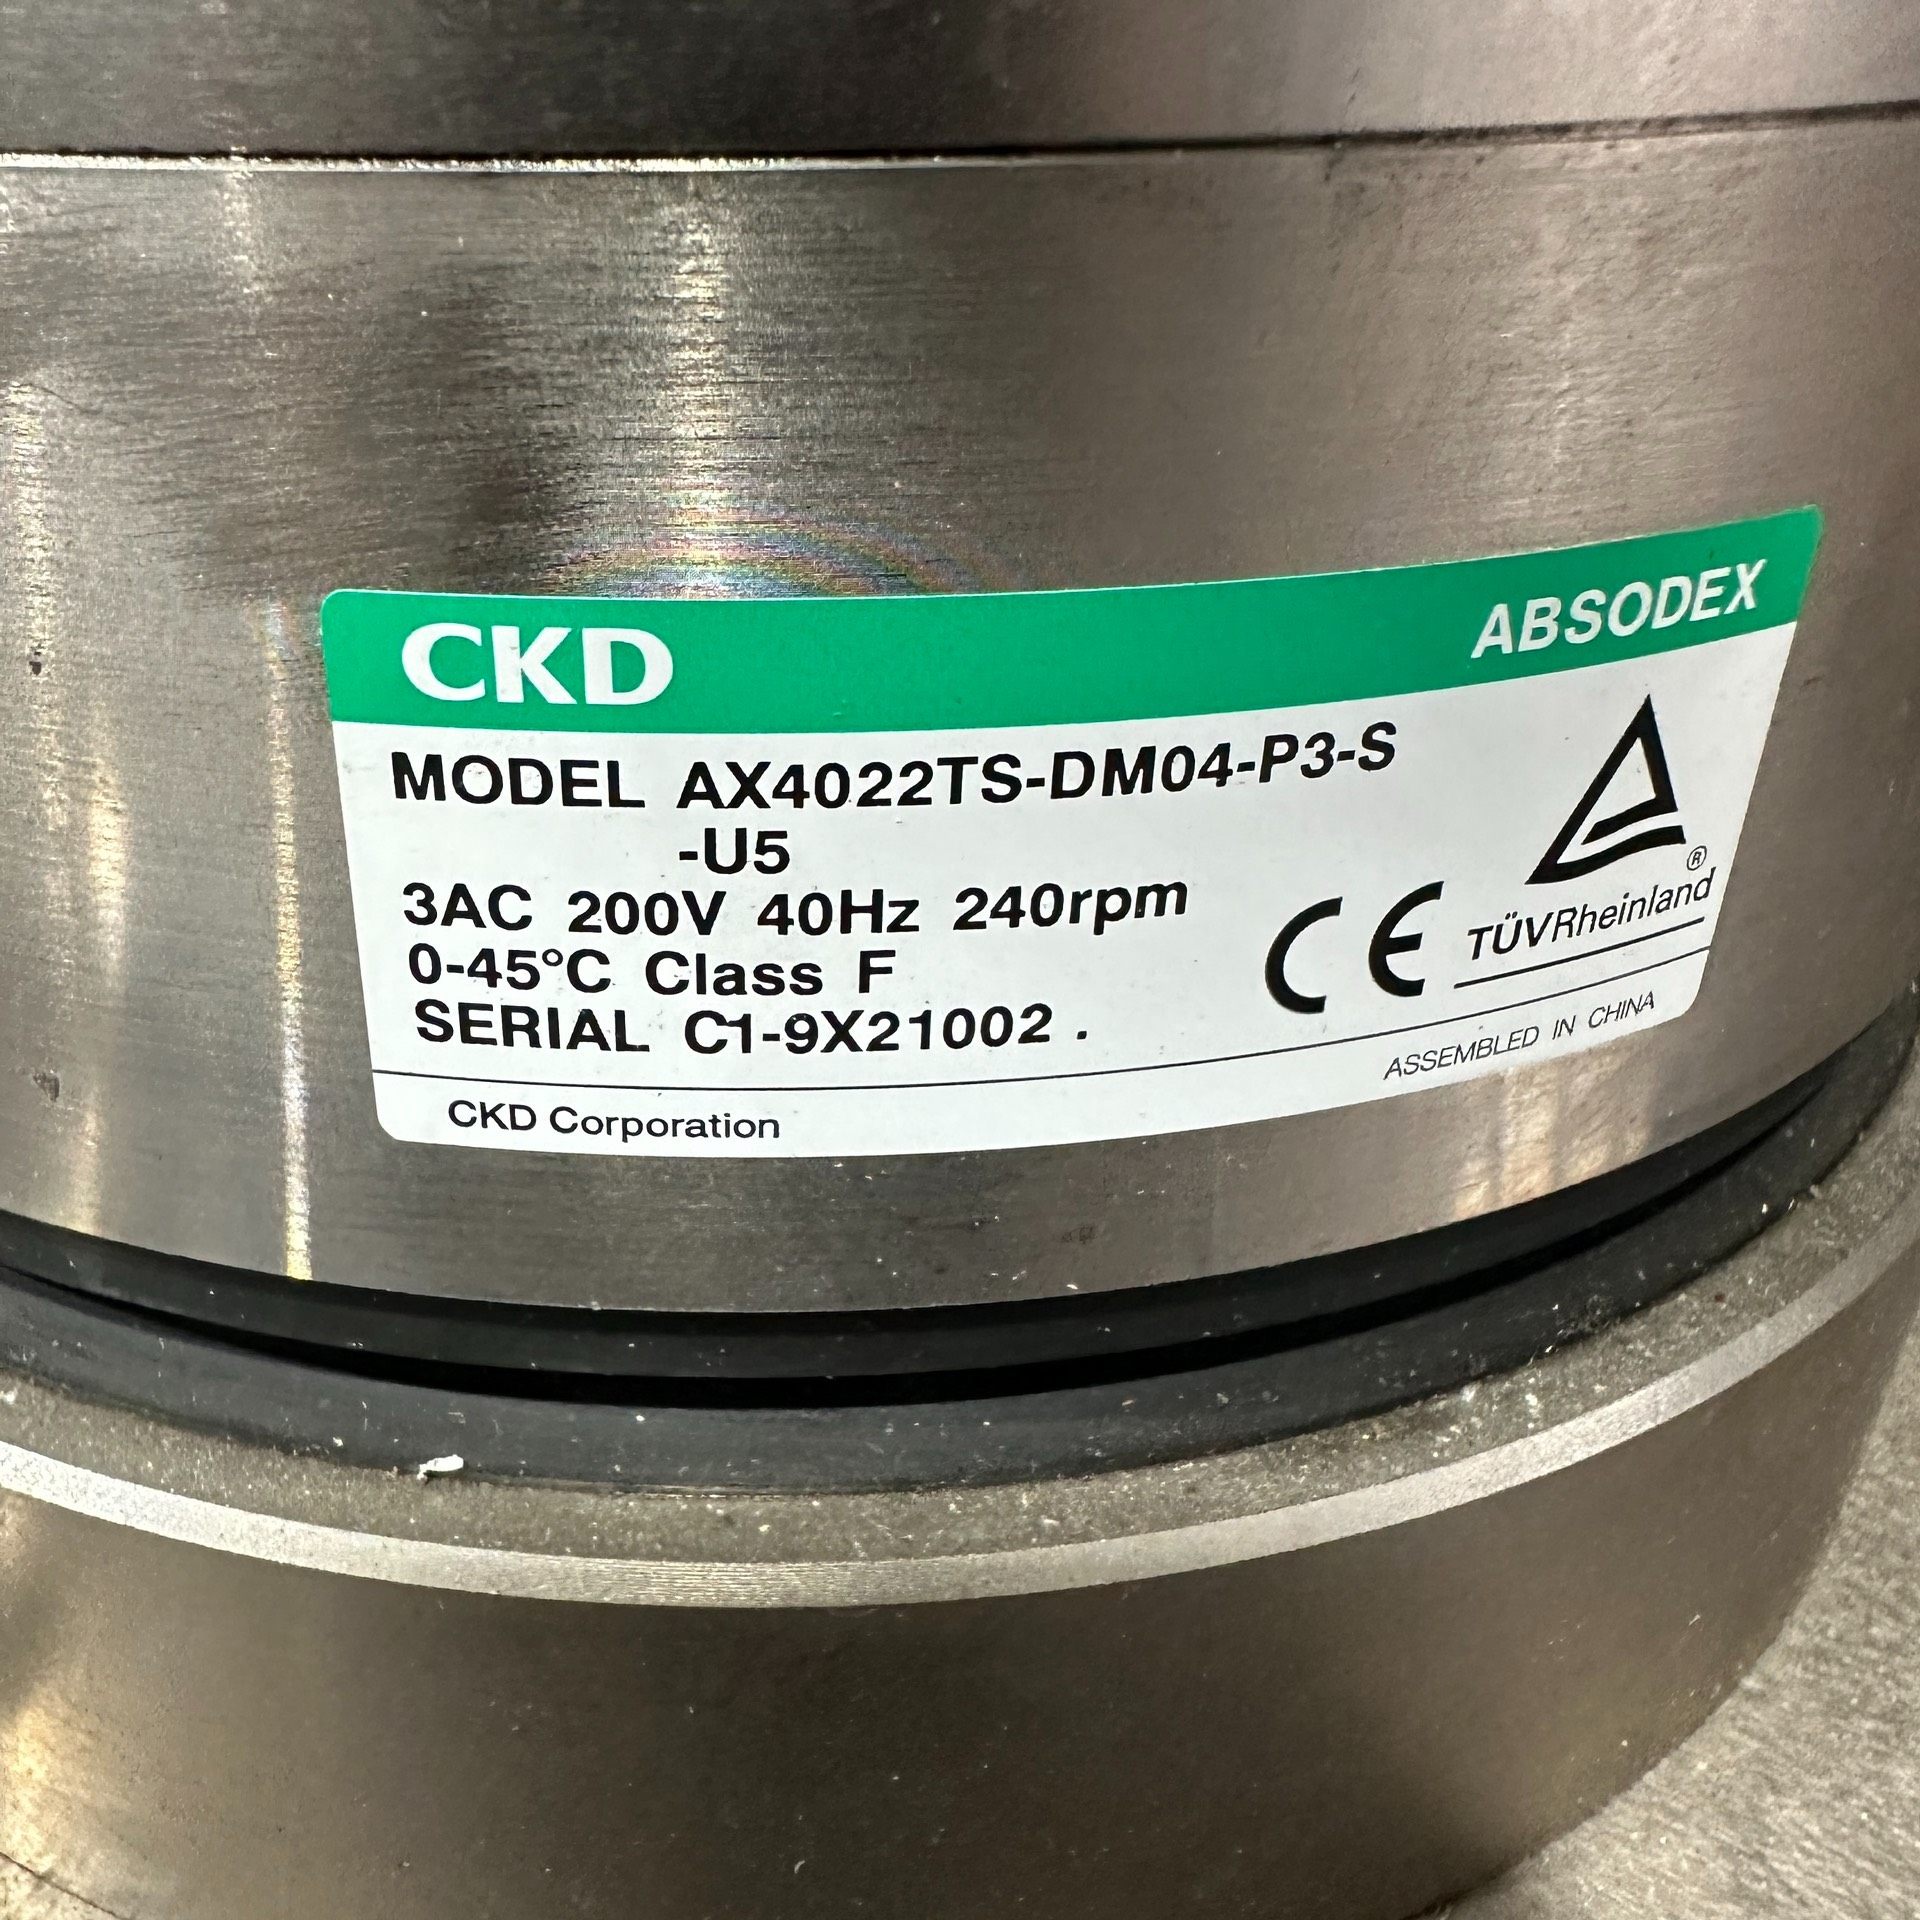 CKD
ABSODEX
MODEL AX4022TS-DM04-P3-S
-U5
3AC 200V 40Hz 240rpm
0-45°C Class F
SERIAL C1-9X21002 .
CE
® 
TÜVRheinland
ASSEMBLED IN CHINA
CKD Corporation